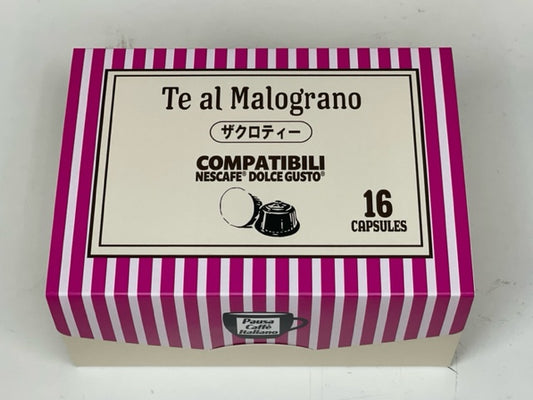 Te al Malograno
ザクロティー
COMPATIBILI
NESCAFE® DOLCE GUSTO®
16
CAPSULES
Pausa
Caffè
Italiano